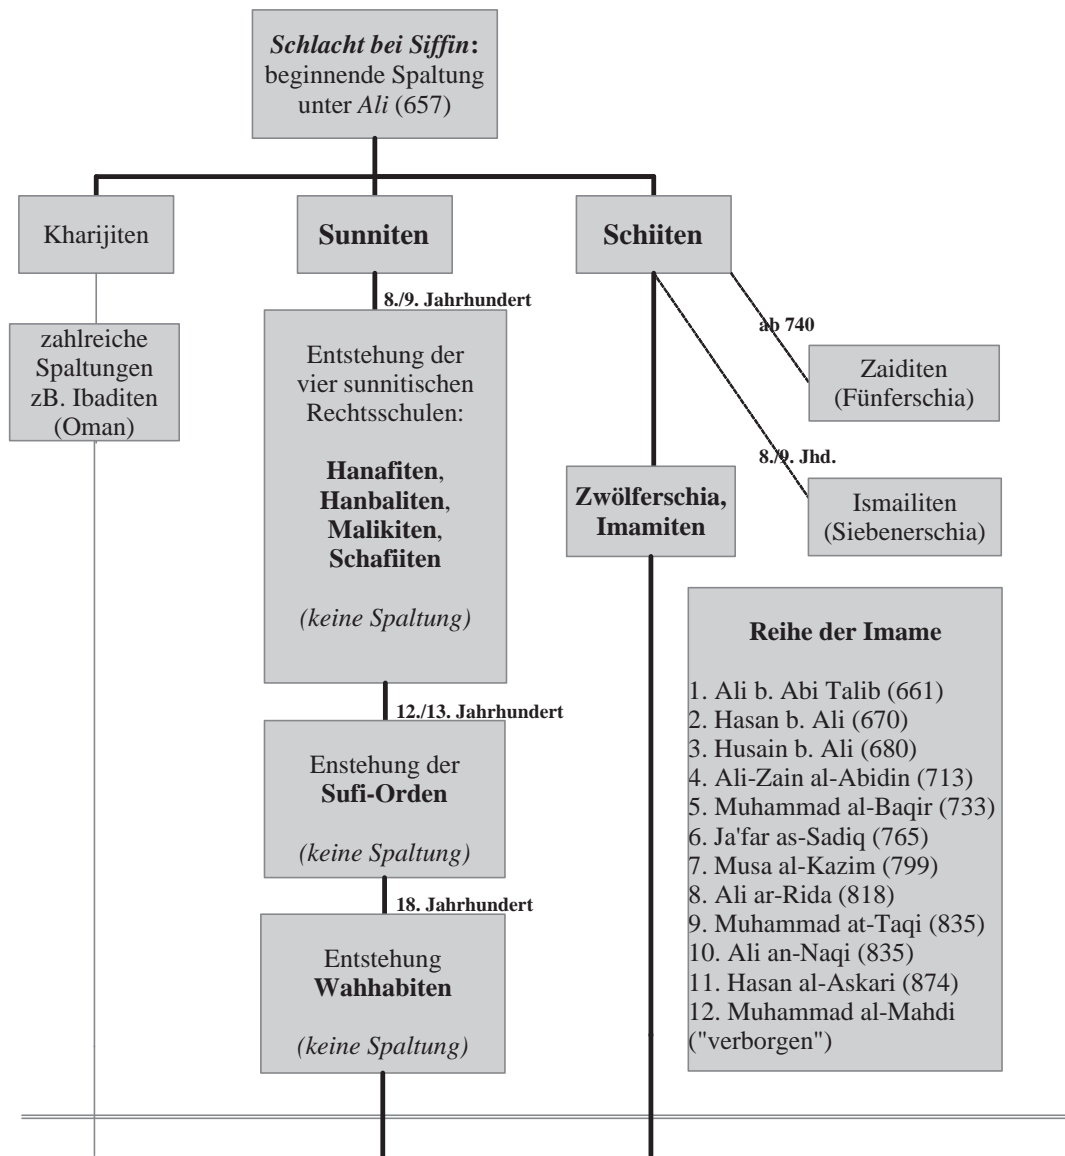 Schlacht bei Siffin:
beginnende Spaltung
unter Ali (657)
Kharijiten
Sunniten
Schiiten
8./9. Jahrhundert
ab 740
zahlreiche
Spaltungen
zB. Ibaditen
(Oman)
Entstehung der
vier sunnitischen
Rechtsschulen:
Hanafiten,
Hanbaliten,
Malikiten,
Schafiiten
(keine Spaltung)
Zaiditen
(Fünferschia)
8./9. Jhd.
Zwölferschia,
Imamiten
Ismailiten
(Siebenerschia)
12./13. Jahrhundert
Enstehung der
Sufi-Orden
(keine Spaltung)
18. Jahrhundert
Entstehung
Wahhabiten
(keine Spaltung)
Reihe der Imame
1. Ali b. Abi Talib (661)
2. Hasan b. Ali (670)
3. Husain b. Ali (680)
4. Ali-Zain al-Abidin (713)
5. Muhammad al-Baqir (733)
6. Ja'far as-Sadiq (765)
7. Musa al-Kazim (799)
8. Ali ar-Rida (818)
9. Muhammad at-Taqi (835)
10. Ali an-Naqi (835)
11. Hasan al-Askari (874)
12. Muhammad al-Mahdi
("verborgen")